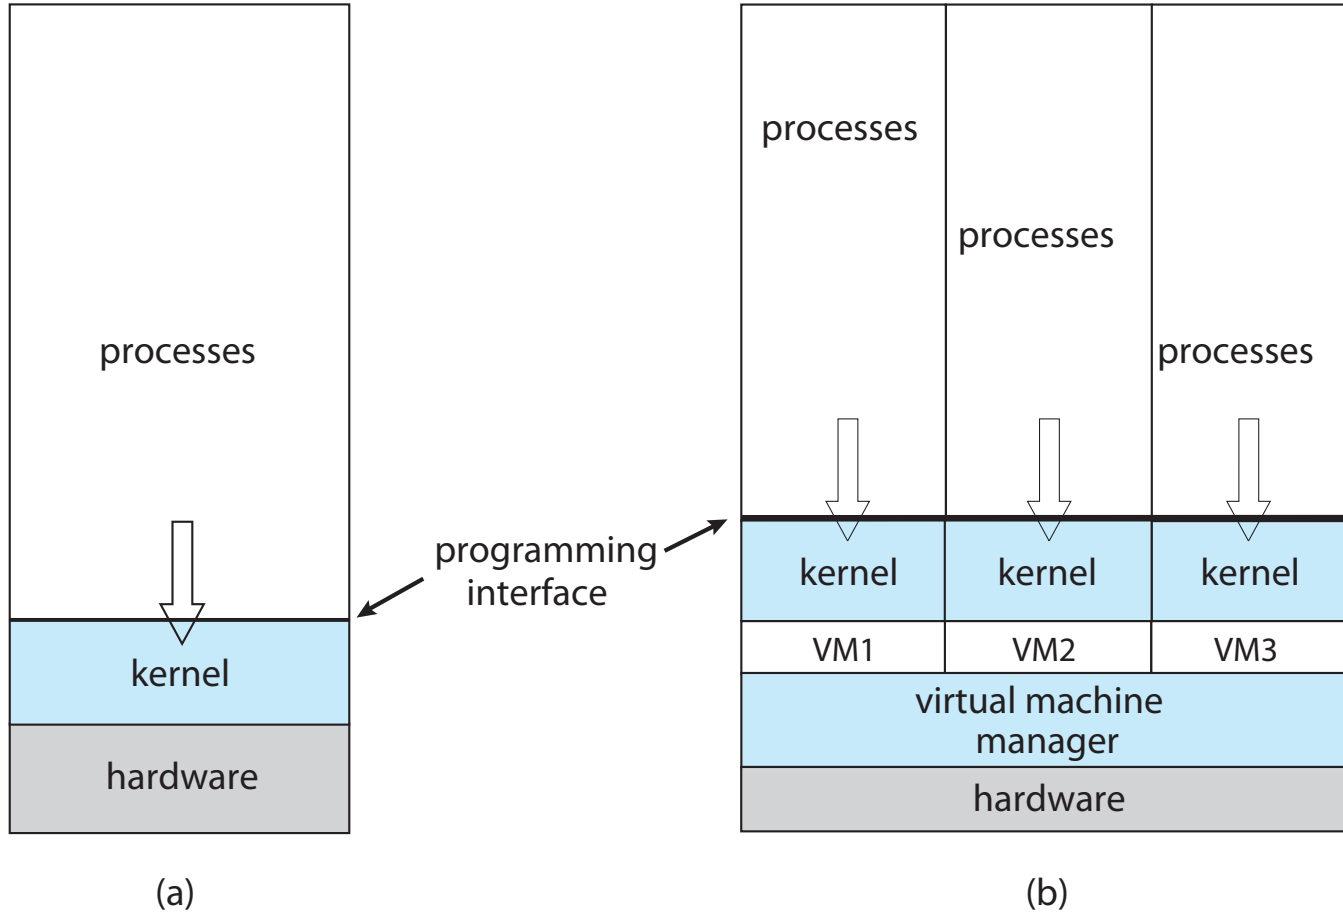 processes
kernel
hardware
(a)
programming
interface
processes
processes
processes
kernel
kernel
kernel
VM1
VM2
VM3
virtual machine
manager
hardware
(b)